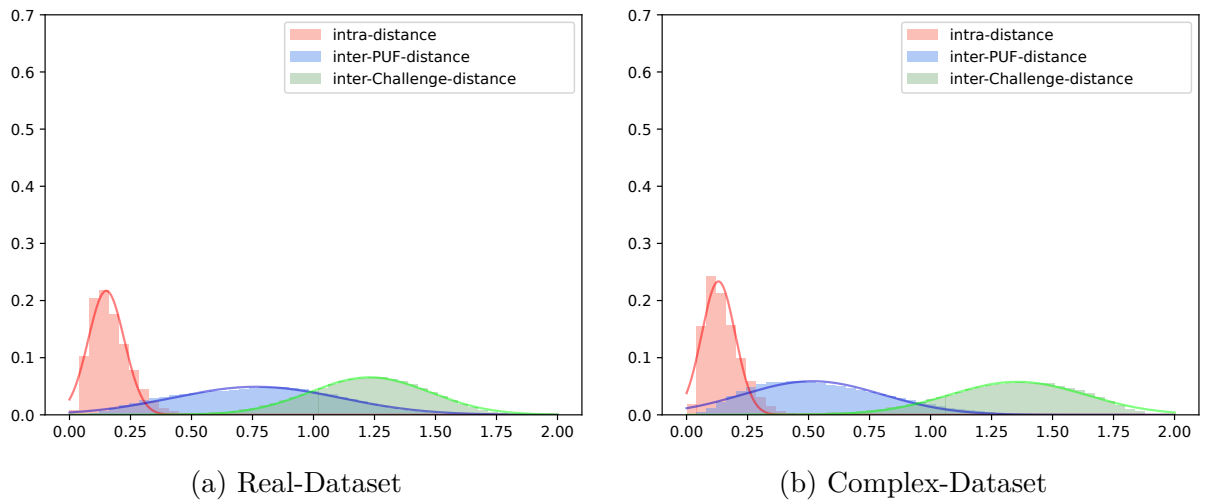 0.7
0.6
0.5
0.4
0.3
0.2
0.1
0.0
0.00 0.25 0.50 0.75 1.00 1.25 1.50 1.75 2.00
intra-distance
inter-PUF-distance
inter-Challenge-distance
(a) Real-Dataset
0.7
0.6
0.5
0.4
0.3
0.2
0.1
0.0
0.00 0.25 0.50 0.75 1.00 1.25 1.50 1.75 2.00
intra-distance
inter-PUF-distance
inter-Challenge-distance
(b) Complex-Dataset